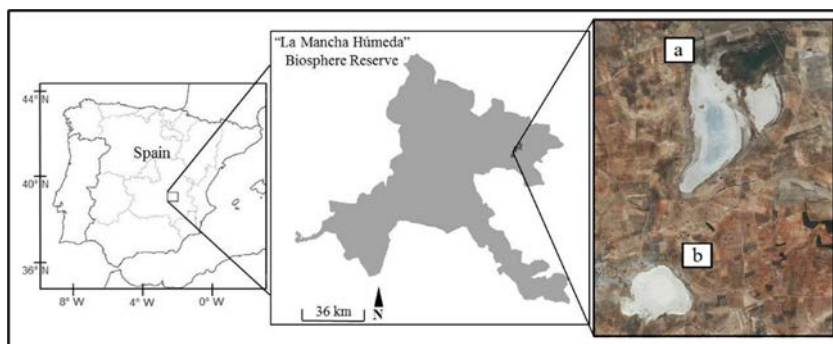 44° N
40° N
36° N
8° W
4° W
0° W
Spain
“La Mancha Húmeda”
Biosphere Reserve
36 km
N
a
b